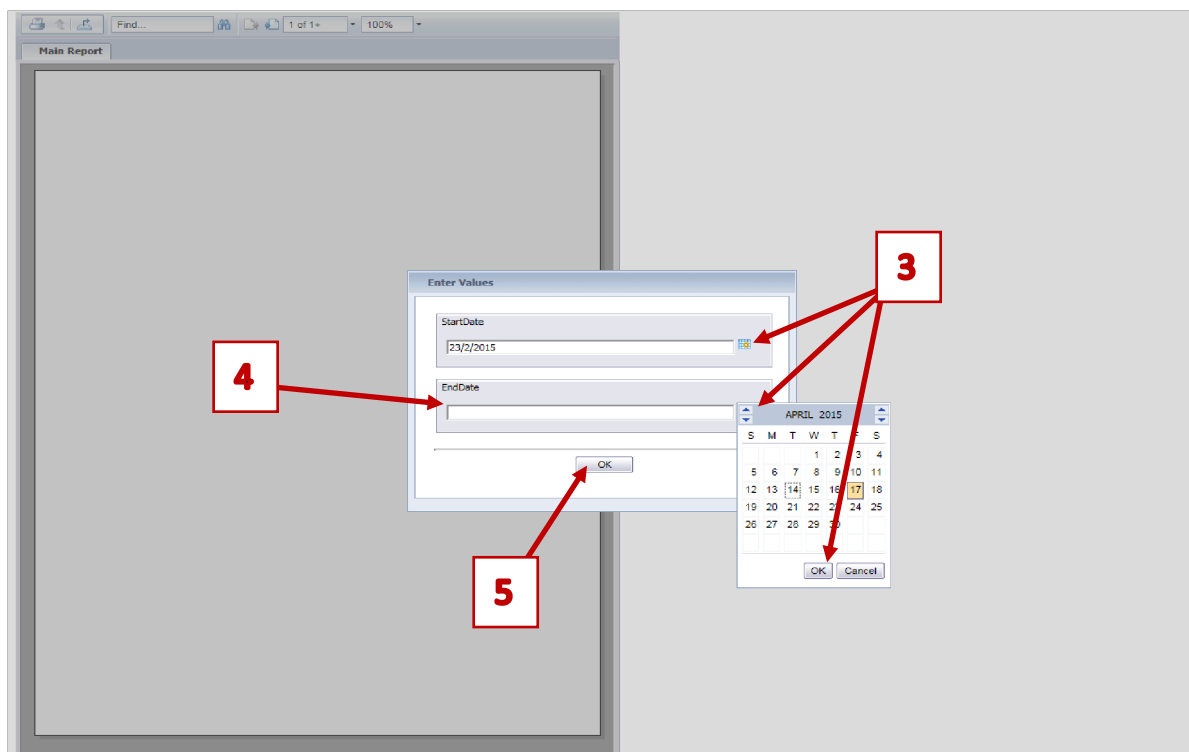 Find... 1 of 1+ 100%
Main Report
3
Enter Values
StartDate
23/2/2015
4
EndDate
APRIL 2015
S M T W T F S
1 2 3 4
OK
5 6 7 8 9 10 11
12 13 14 15 16 17 18
19 20 21 22 23 24 25
26 27 28 29 30
5
OK Cancel